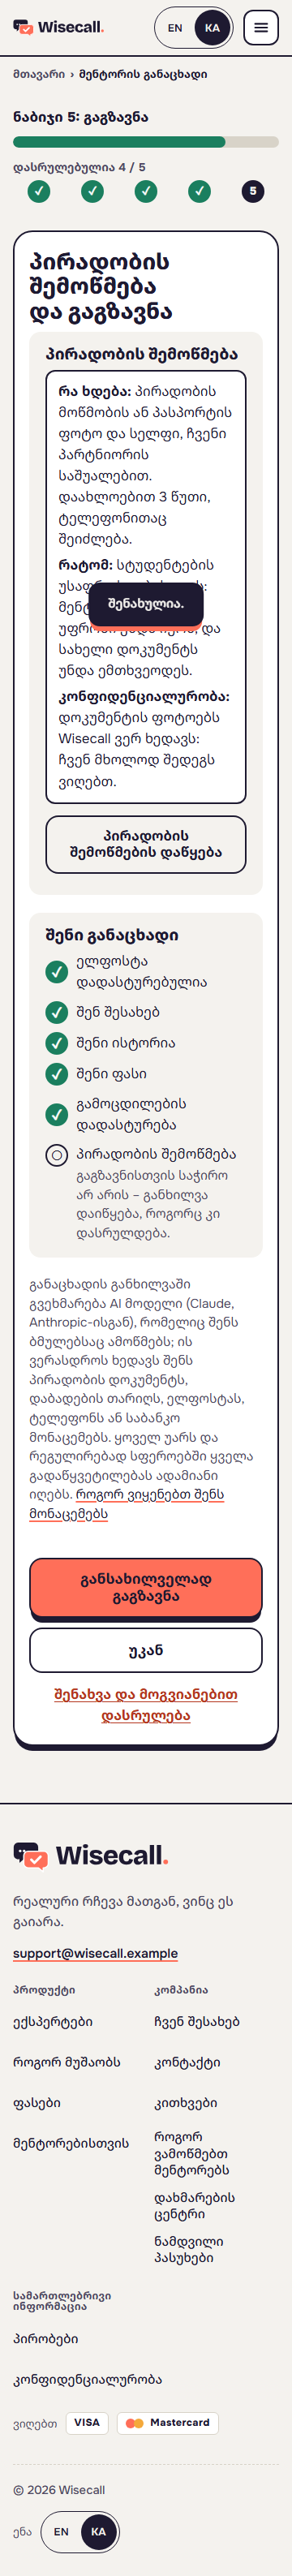 Wisecall.
EN
KA
მთავარი › მენტორის განაცხადი
ნაბიჯი 5: გაგზავნა
დასრულებულია 4 / 5
5
პირადობის
შემოწმება
და გაგზავნა
პირადობის შემოწმება
რა ხდება: პირადობის
მოწმობის ან პასპორტის
ფოტო და სელფი, ჩვენი
პარტნიორის
საშუალებით.
დაახლოებით 3 წუთი,
ტელეფონითაც
შეიძლება.
რატომ: სტუდენტების
შენახულია.
და
სახელი დოკუმენტს
უნდა ემთხვეოდეს.
კონფიდენციალურობა:
დოკუმენტის ფოტოებს
Wisecall ვერ ხედავს:
ჩვენ მხოლოდ შედეგს
ვიღებთ.
პირადობის
შემოწმების დაწყება
შენი განაცხადი
ელფოსტა
დადასტურებულია
შენ შესახებ
შენი ისტორია
შენი ფასი
გამოცდილების
დადასტურება
პირადობის შემოწმება
გაგზავნისთვის საჭირო
არ არის – განხილვა
დაიწყება, როგორც კი
დასრულდება.
განაცხადის განხილვაში
გვეხმარება AI მოდელი (Claude,
Anthropic-ისგან), რომელიც შენს
ბმულებსაც ამოწმებს; ის
ვერასდროს ხედავს შენს
პირადობის დოკუმენტს,
დაბადების თარიღს, ელფოსტას,
ტელეფონს ან საბანკო
მონაცემებს. ყოველ უარს და
რეგულირებად სფეროებში ყველა
გადაწყვეტილებას ადამიანი
იღებს. როგორ ვიყენებთ შენს
მონაცემებს
განსახილველად
გაგზავნა
უკან
შენახვა და მოგვიანებით
დასრულება
Wisecall.
რეალური რჩევა მათგან, ვინც ეს
გაიარა.
support@wisecall.example
პროდუქტი
ექსპერტები
როგორ მუშაობს
ფასები
მენტორებისთვის
კომპანია
ჩვენ შესახებ
კონტაქტი
კითხვები
როგორ
ვამოწმებთ
მენტორებს
დახმარების
ცენტრი
ნამდვილი
პასუხები
სამართლებრივი
ინფორმაცია
პირობები
კონფიდენციალურობა
ვიღებთ
VISA
Mastercard
© 2026 Wisecall
ენა
EN
KA